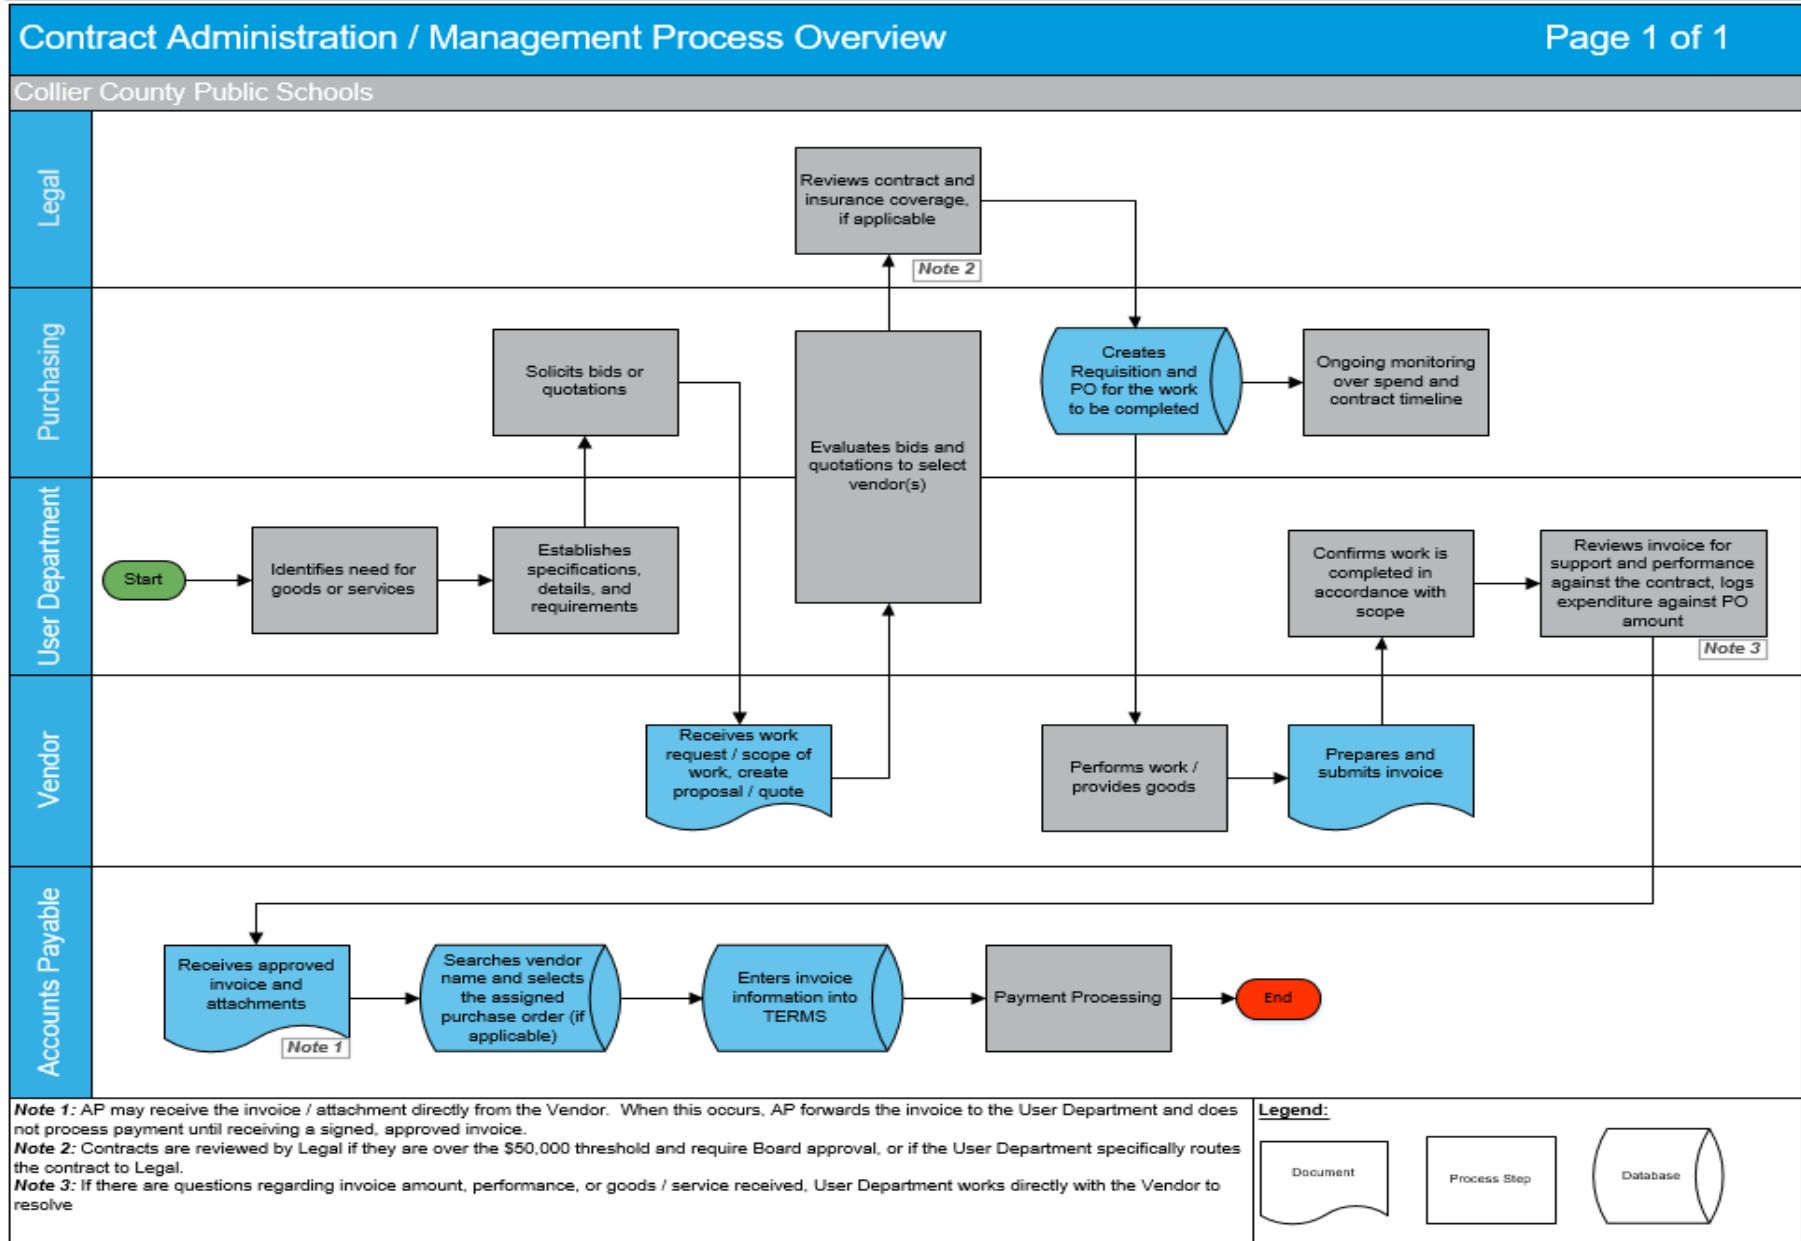 Contract Administration / Management Process Overview
Page 1 of 1
Collier County Public Schools
Legal
Reviews contract and
insurance coverage,
if applicable
Note 2
Purchasing
Solicits bids or
quotations
Evaluates bids and
quotations to select
vendor(s)
Creates
Requisition and
PO for the work
to be completed
Ongoing monitoring
over spend and
contract timeline
User Department
Start
Identifies need for
goods or services
Establishes
specifications,
details, and
requirements
Confirms work is
completed in
accordance with
scope
Reviews invoice for
support and performance
against the contract, logs
expenditure against PO
amount
Note 3
Vendor
Receives work
request / scope of
work, create
proposal / quote
Performs work /
provides goods
Prepares and
submits invoice
Accounts Payable
Receives approved
invoice and
attachments
Note 1
Searches vendor
name and selects
the assigned
purchase order (if
applicable)
Enters invoice
information into
TERMS
Payment Processing
End
Note 1: AP may receive the invoice / attachment directly from the Vendor. When this occurs, AP forwards the invoice to the User Department and does
not process payment until receiving a signed, approved invoice.
Note 2: Contracts are reviewed by Legal if they are over the $50,000 threshold and require Board approval, or if the User Department specifically routes
the contract to Legal.
Note 3: If there are questions regarding invoice amount, performance, or goods / service received, User Department works directly with the Vendor to
resolve
Legend:
Document
Process Step
Database